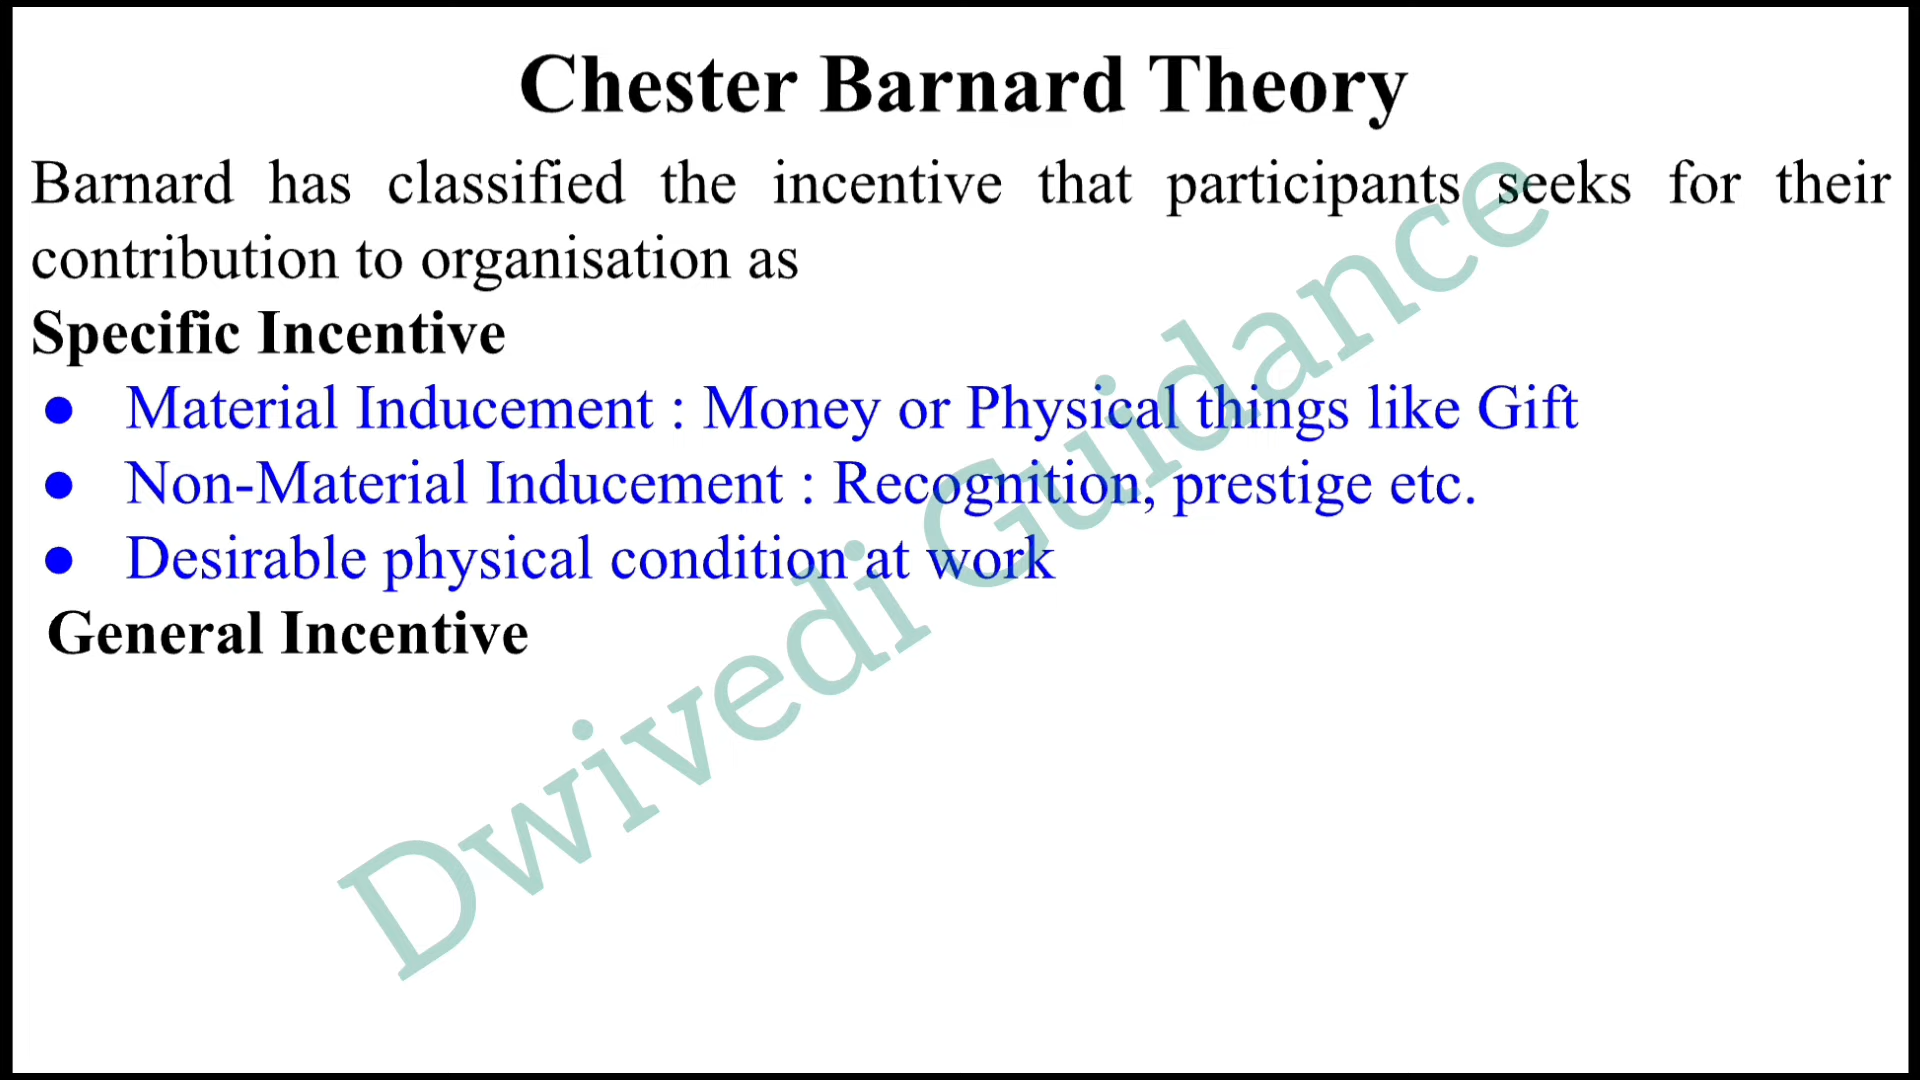 Chester Barnard Theory
Barnard has classified the incentive that participants seeks for their
contribution to organisation as
Specific Incentive
● Material Inducement : Money or Physical things like Gift
● Non-Material Inducement : Recognition, prestige etc.
● Desirable physical condition at work
General Incentive
Dwivedi Guidance